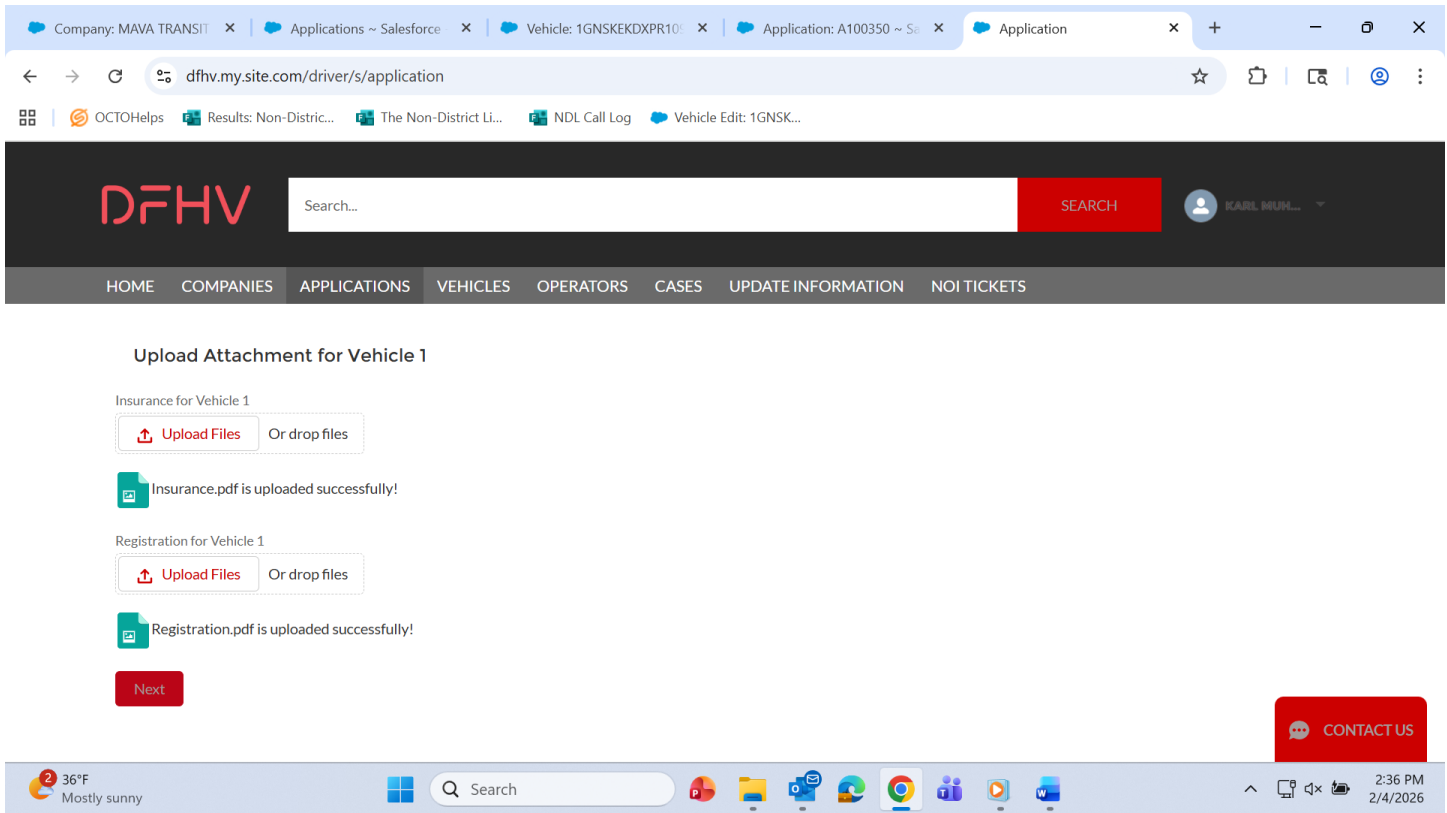 Company: MAVA TRANSIT
Applications ~ Salesforce
Vehicle: 1GNSKEKDXPR109
Application: A100350 ~ Sa
Application
dfhv.my.site.com/driver/s/application
OCTOHelps
Results: Non-Distric...
The Non-District Li...
NDL Call Log
Vehicle Edit: 1GNSK...
DFHV
Search...
SEARCH
KARL MUH...
HOME COMPANIES APPLICATIONS VEHICLES OPERATORS CASES UPDATE INFORMATION NOI TICKETS
Upload Attachment for Vehicle 1
Insurance for Vehicle 1
Upload Files Or drop files
Insurance.pdf is uploaded successfully!
Registration for Vehicle 1
Upload Files Or drop files
Registration.pdf is uploaded successfully!
Next
CONTACT US
2
36°F
Mostly sunny
Search
2:36 PM
2/4/2026